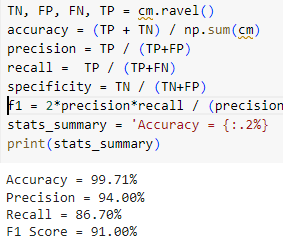 TN, FP, FN, TP = cm.ravel()
accuracy = (TP + TN) / np.sum(cm)
precision = TP / (TP+FP)
recall =  TP / (TP+FN)
specificity = TN / (TN+FP)
f1 = 2*precision*recall / (precision
stats_summary = 'Accuracy = {:.2%}
print(stats_summary)
Accuracy = 99.71%
Precision = 94.00%
Recall = 86.70%
F1 Score = 91.00%